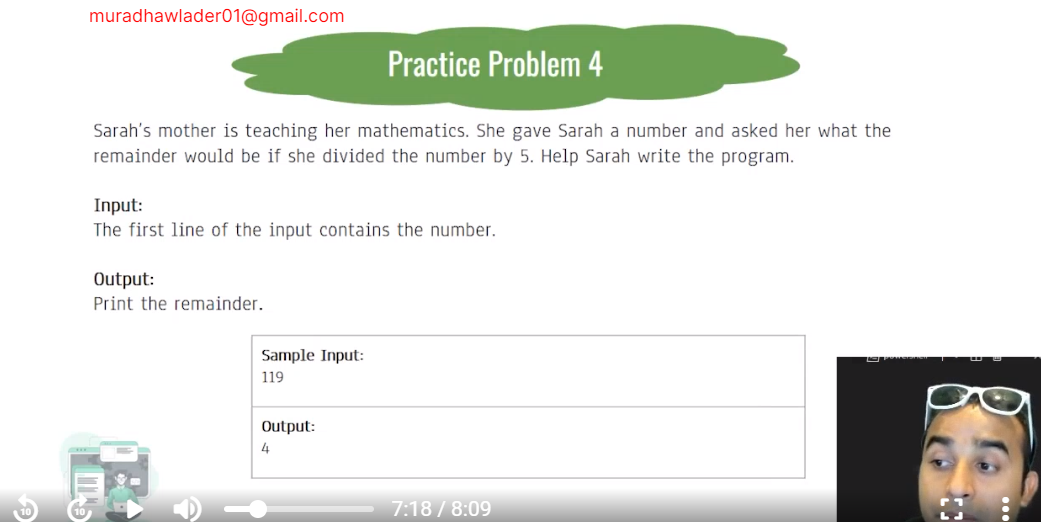 muradhawlader01@gmail.com
Practice Problem 4
Sarah's mother is teaching her mathematics. She gave Sarah a number and asked her what the
remainder would be if she divided the number by 5. Help Sarah write the program.
Input:
The first line of the input contains the number.
Output:
Print the remainder.
Sample Input:
119
Output:
4
10
10
7:18 / 8:09